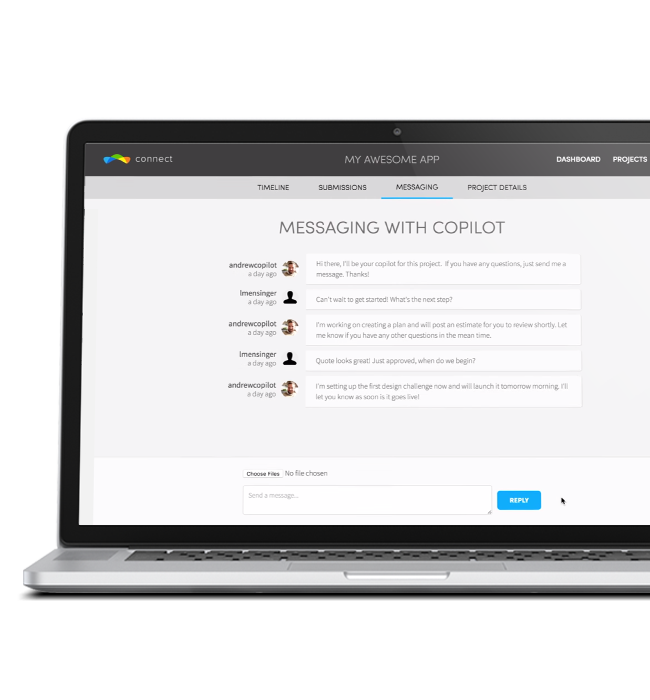 connect
MY AWESOME APP
DASHBOARD
PROJECTS
TIMELINE
SUBMISSIONS
MESSAGING
PROJECT DETAILS
MESSAGING WITH COPILOT
andrewcopilot
a day ago
Hi there, I'll be your copilot for this project. If you have any questions, just send me a
message. Thanks!
lmensinger
a day ago
Can't wait to get started! What's the next step?
andrewcopilot
a day ago
I'm working on creating a plan and will post an estimate for you to review shortly. Let
me know if you have any other questions in the mean time.
lmensinger
a day ago
Quote looks great! Just approved, when do we begin?
andrewcopilot
a day ago
I'm setting up the first design challenge now and will launch it tomorrow morning. I'll
let you know as soon is it goes live!
Choose Files No file chosen
Send a message...
REPLY